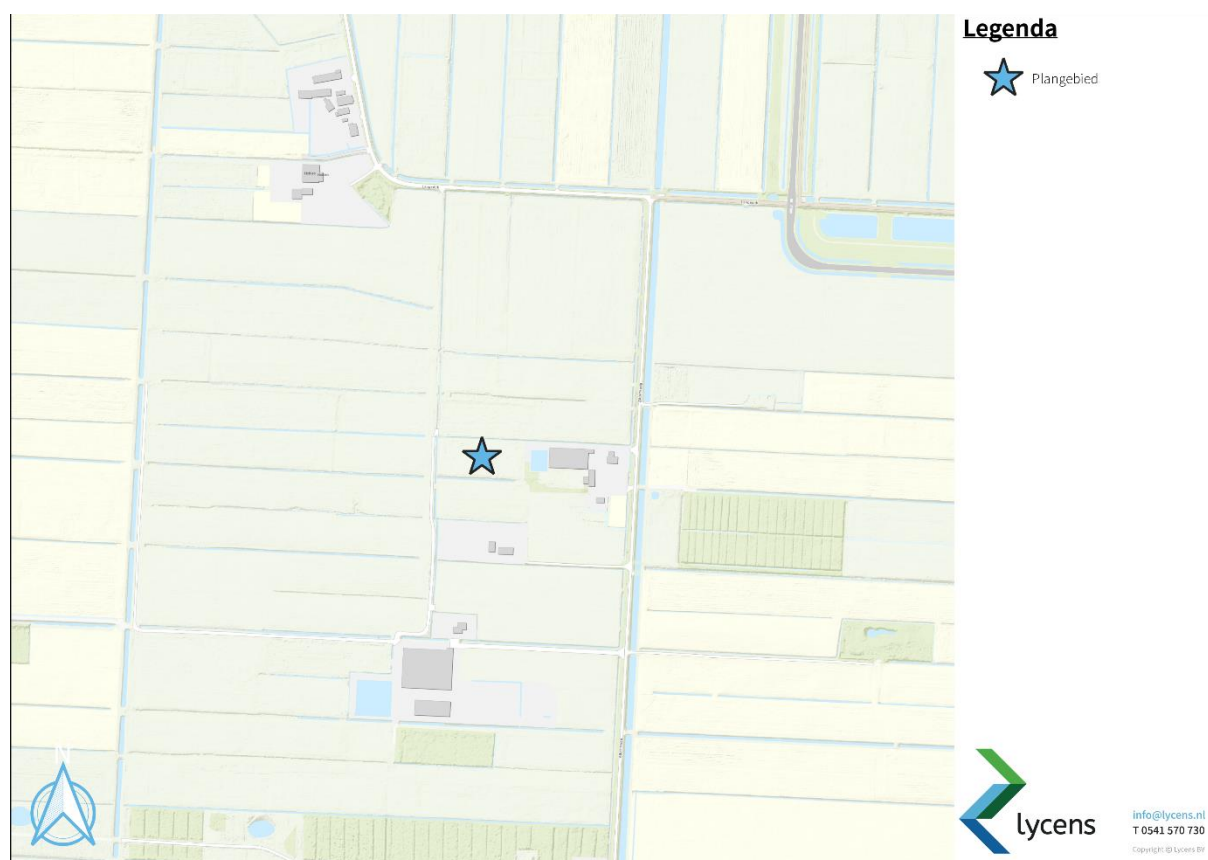 Legenda
Plangebied
N
lycens
info@lycens.nl
T 0541 570 730
Copyright @ Lycens BV